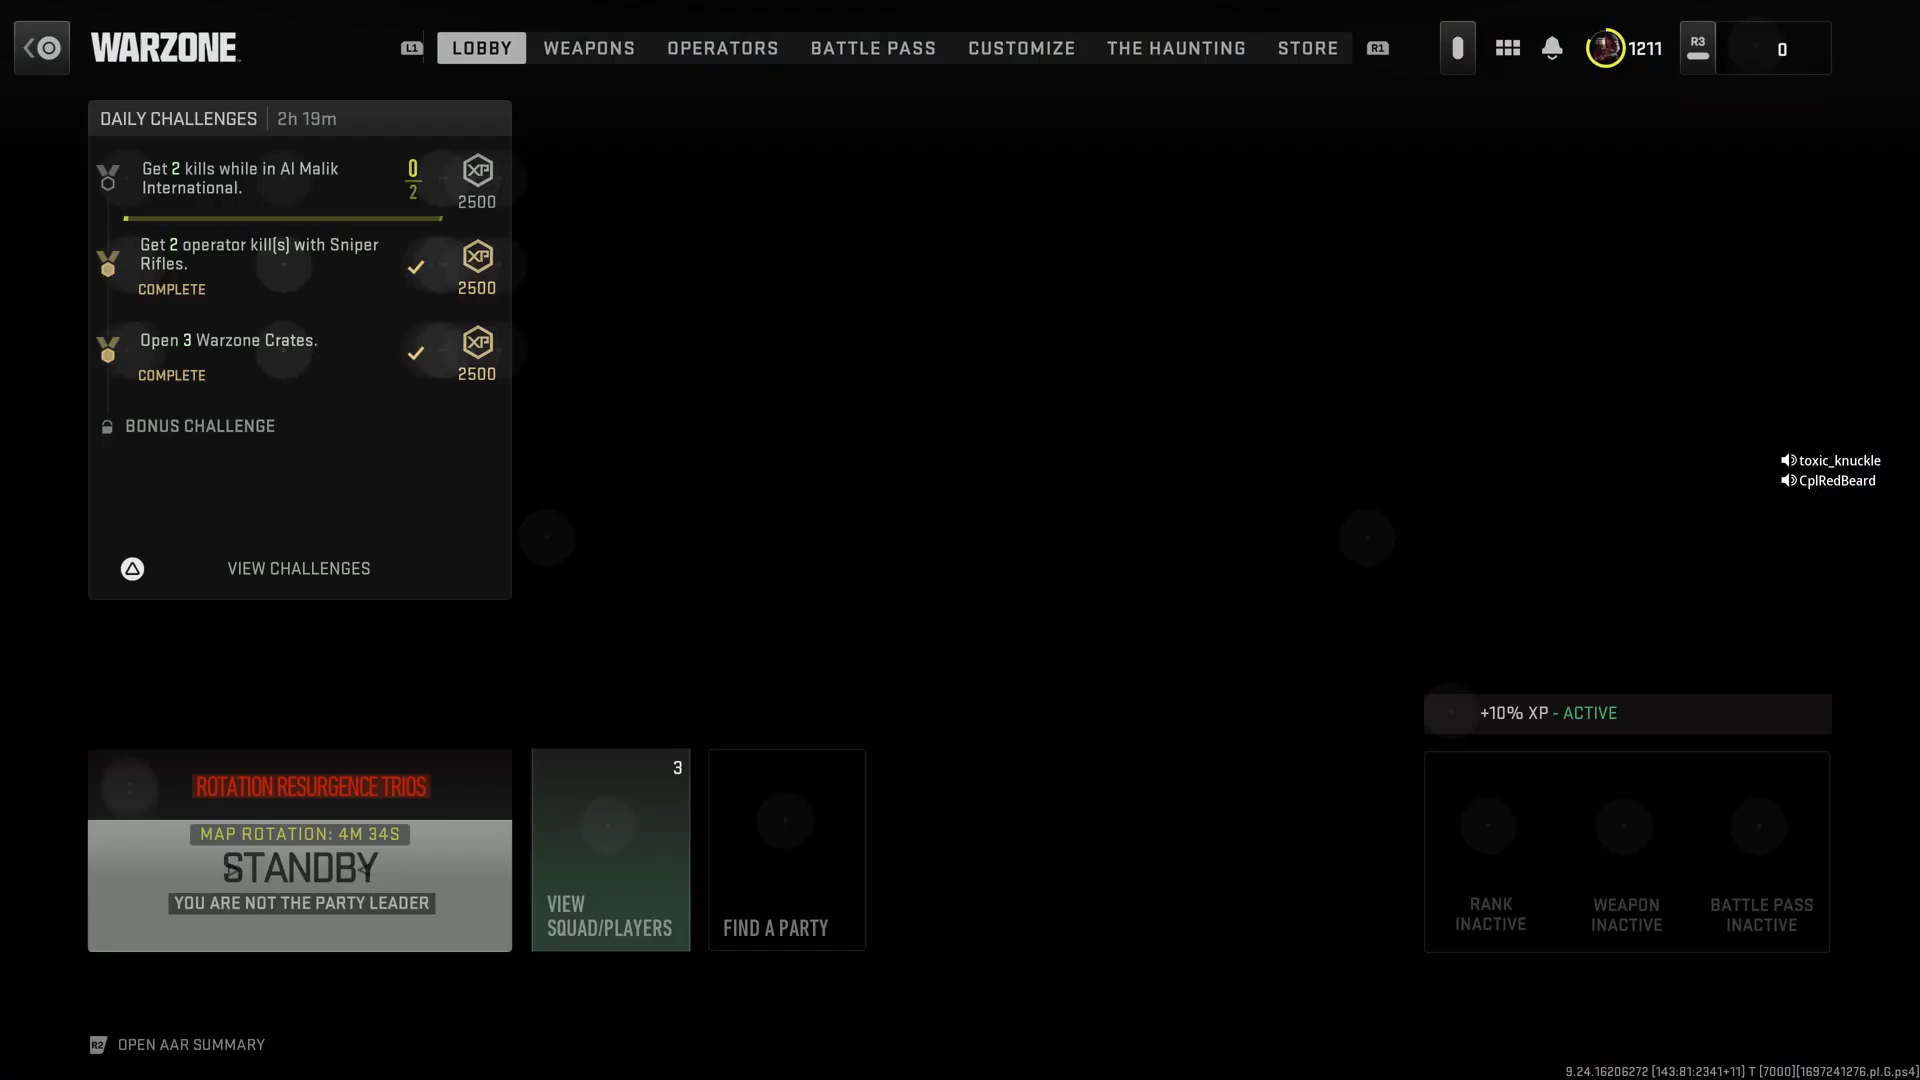 WARZONE
L1 LOBBY WEAPONS OPERATORS BATTLE PASS CUSTOMIZE THE HAUNTING STORE R1
1211
R3
0
DAILY CHALLENGES 2h 19m
Get 2 kills while in Al Malik
International.
0
2
XP
2500
Get 2 operator kill(s) with Sniper
Rifles.
COMPLETE
XP
2500
Open 3 Warzone Crates.
COMPLETE
XP
2500
BONUS CHALLENGE
VIEW CHALLENGES
toxic_knuckle
CplRedBeard
+10% XP - ACTIVE
ROTATION RESURGENCE TRIOS
MAP ROTATION: 4M 34S
STANDBY
YOU ARE NOT THE PARTY LEADER
3
VIEW
SQUAD/PLAYERS
FIND A PARTY
RANK
INACTIVE
WEAPON
INACTIVE
BATTLE PASS
INACTIVE
R2 OPEN AAR SUMMARY
9.24.16206272 [143:81:2341+11] T [7000][1697241276.pl.G.ps4]